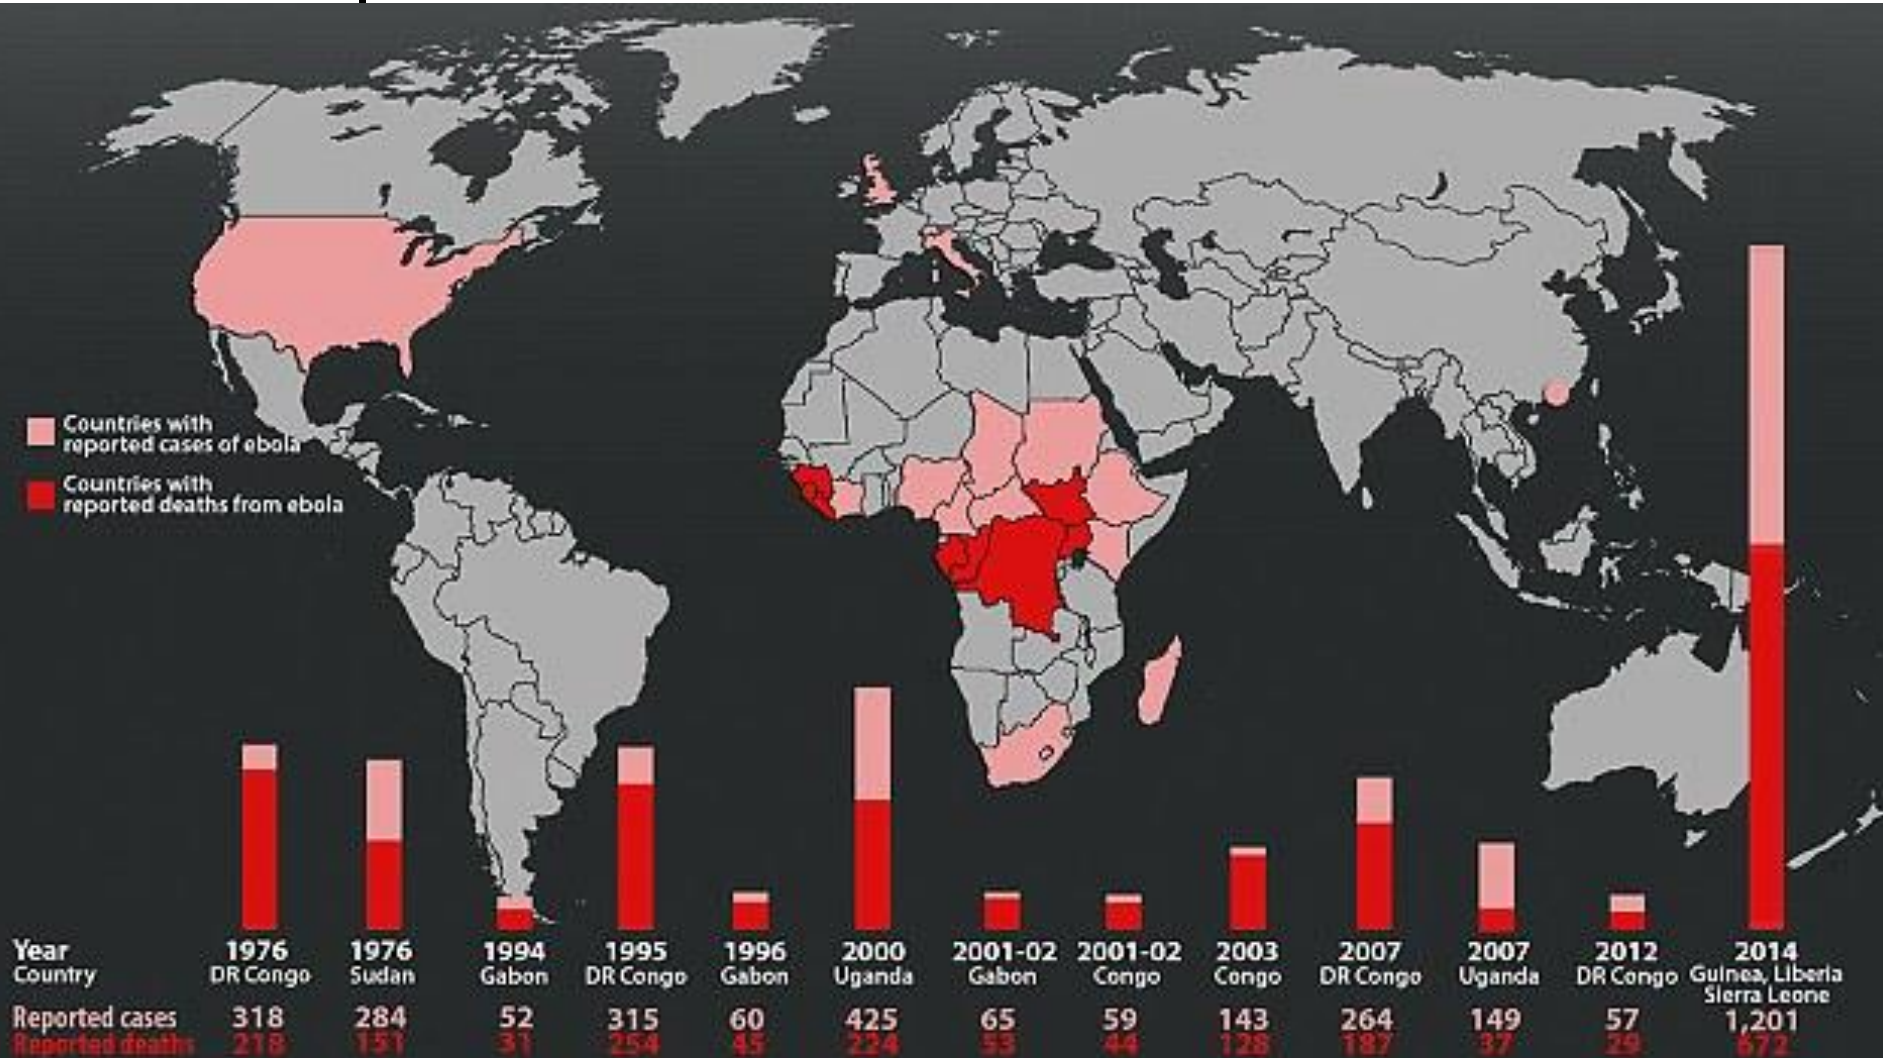 Countries with
reported cases of ebola
Countries with
reported deaths from ebola
Year 1976 1976 1994 1995 1996 2000 2001-02 2001-02 2003 2007 2007 2012 2014
Country DR Congo Sudan Gabon DR Congo Gabon Uganda Gabon Congo Congo DR Congo Uganda DR Congo Guinea, Liberia
Sierra Leone
Reported cases 318 284 52 315 60 425 65 59 143 264 149 57 1,201
Reported deaths 218 151 31 254 45 224 53 44 128 187 37 29 672